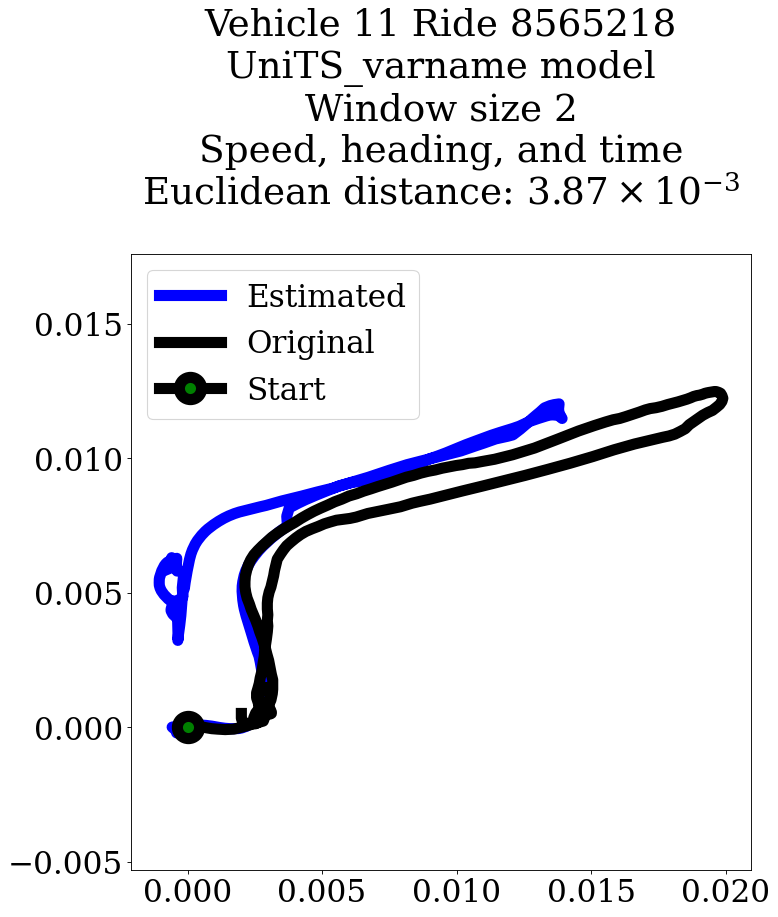 Vehicle 11 Ride 8565218
UniTS_varname model
Window size 2
Speed, heading, and time
Euclidean distance: 3.87 × 10⁻³
Estimated
Original
Start
0.015
0.010
0.005
0.000
−0.005
0.000 0.005 0.010 0.015 0.020